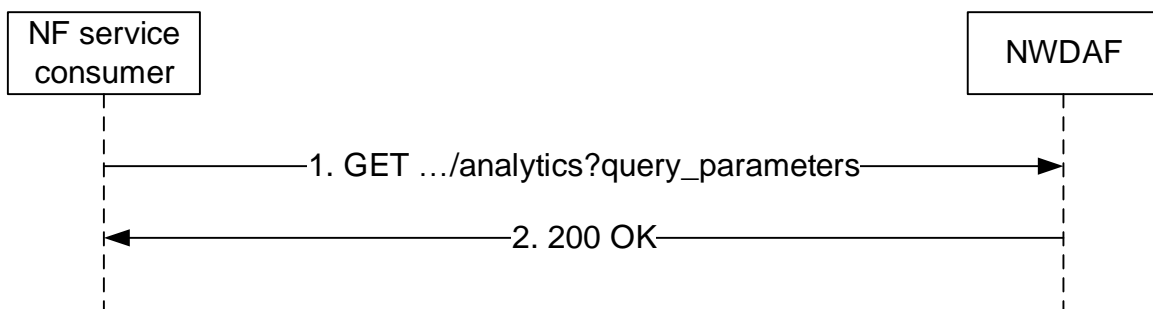 NF service
consumer
NWDAF
1. GET …/analytics?query_parameters
2. 200 OK